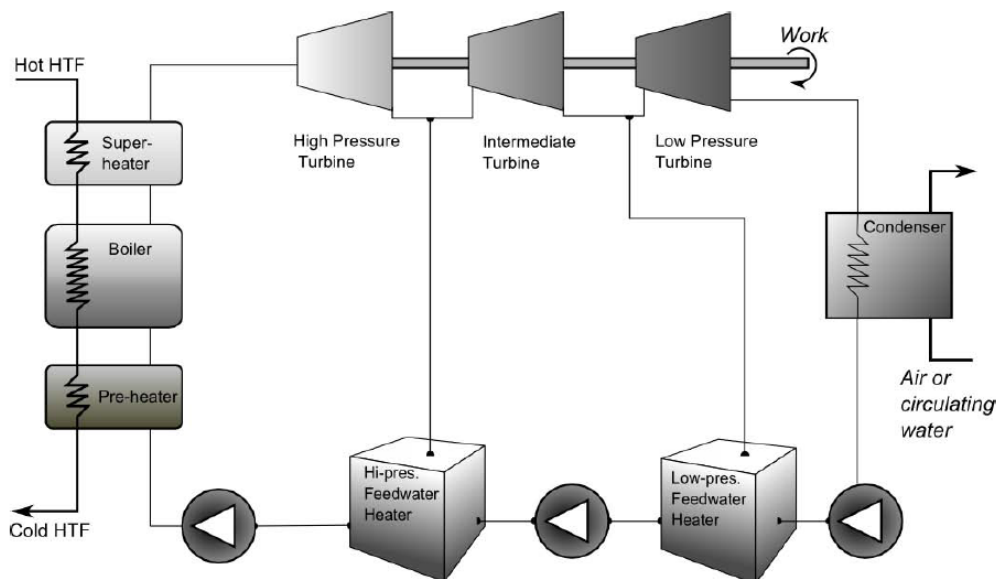 Work
Hot HTF
High Pressure
Turbine
Intermediate
Turbine
Low Pressure
Turbine
Super-
heater
Boiler
Condenser
Pre-heater
Air or
circulating
water
Hi-pres.
Feedwater
Heater
Low-pres.
Feedwater
Heater
Cold HTF